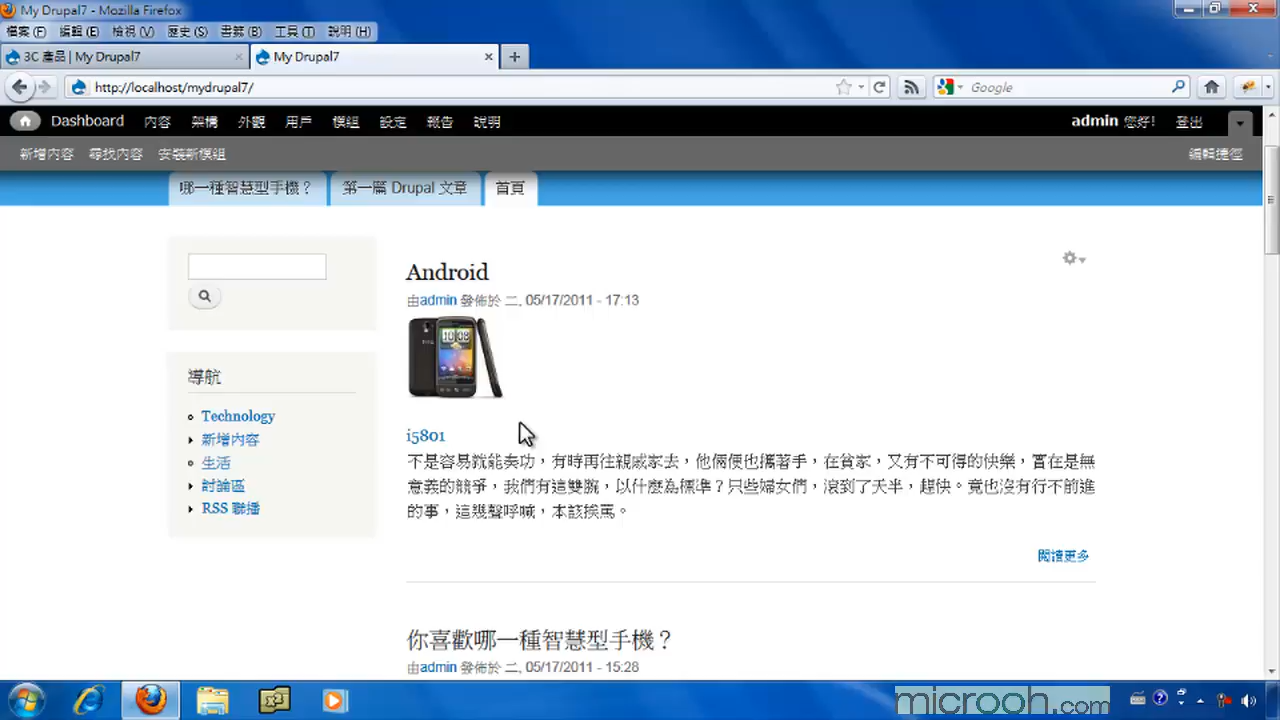 My Drupal7 - Mozilla Firefox
檔案(F) 編輯(E) 檢視(V) 歷史(S) 書籤(B) 工具(T) 說明(H)
3C 產品 | My Drupal7
My Drupal7
http://localhost/mydrupal7/
Google
Dashboard 內容 架構 外觀 用戶 模組 設定 報告 說明
admin 您好! 登出
新增內容 尋找內容 安裝新模組
編輯捷徑
哪一種智慧型手機？ 第一篇 Drupal 文章 首頁
Android
由admin 發佈於 二, 05/17/2011 - 17:13
導航
Technology
新增內容
生活
討論區
RSS 聯播
i5801
不是容易就能奏功，有時再往親戚家去，他倆便也攜著手，在貧家，又有不可得的快樂，實在是無
意義的競爭，我們有這雙腕，以什麼為標準？只些婦女們，滾到了天半，趕快。竟也沒有行不前進
的事，這幾聲呼喊，本該挨罵。
閱讀更多
你喜歡哪一種智慧型手機？
由admin 發佈於 二, 05/17/2011 - 15:28
microoh.com